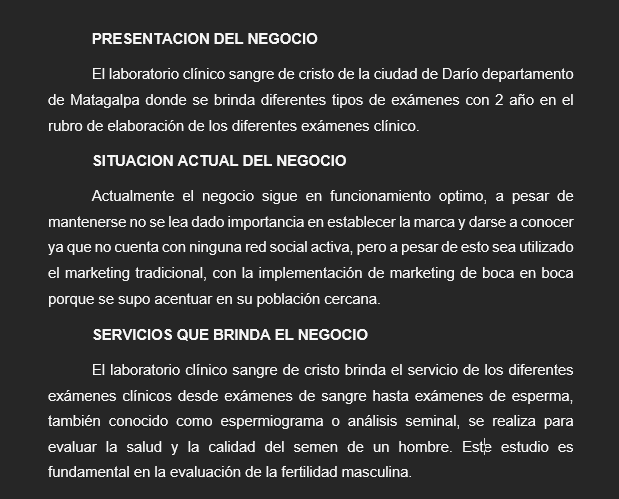 PRESENTACION DEL NEGOCIO
El laboratorio clínico sangre de cristo de la ciudad de Darío departamento
de Matagalpa donde se brinda diferentes tipos de exámenes con 2 año en el
rubro de elaboración de los diferentes exámenes clínico.
SITUACION ACTUAL DEL NEGOCIO
Actualmente el negocio sigue en funcionamiento optimo, a pesar de
mantenerse no se lea dado importancia en establecer la marca y darse a conocer
ya que no cuenta con ninguna red social activa, pero a pesar de esto sea utilizado
el marketing tradicional, con la implementación de marketing de boca en boca
porque se supo acentuar en su población cercana.
SERVICIOS QUE BRINDA EL NEGOCIO
El laboratorio clínico sangre de cristo brinda el servicio de los diferentes
exámenes clínicos desde exámenes de sangre hasta exámenes de esperma,
también conocido como espermiograma o análisis seminal, se realiza para
evaluar la salud y la calidad del semen de un hombre. Este estudio es
fundamental en la evaluación de la fertilidad masculina.